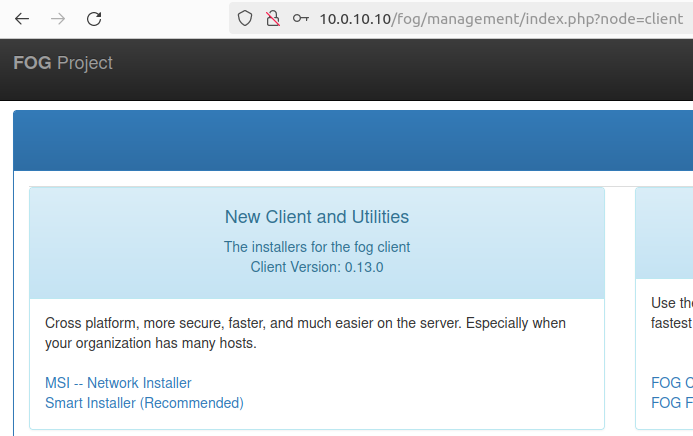 10.0.10.10/fog/management/index.php?node=client
FOG Project
New Client and Utilities
The installers for the fog client
Client Version: 0.13.0
Cross platform, more secure, faster, and much easier on the server. Especially when
your organization has many hosts.
MSI -- Network Installer
Smart Installer (Recommended)
Use
fastest
FOG
FOG